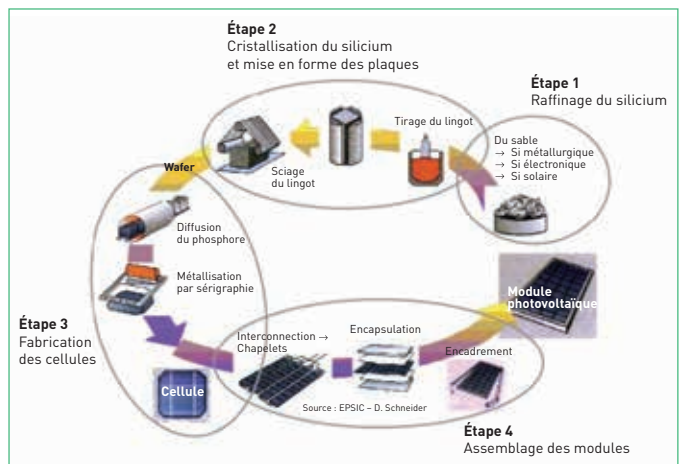 Étape 2
Cristallisation du silicium
et mise en forme des plaques
Étape 1
Raffinage du silicium
Tirage du lingot
Du sable
→ Si métallurgique
→ Si électronique
→ Si solaire
Wafer
Sciage
du lingot
Diffusion
du phosphore
Métallisation
par sérigraphie
Module
photovoltaïque
Étape 3
Fabrication
des cellules
Interconnection →
Chapelets
Encapsulation
Encadrement
Cellule
Source : EPSIC – D. Schneider
Étape 4
Assemblage des modules